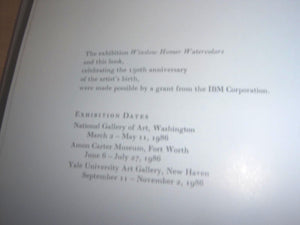 The exhibition Winslow Homer Watercolors
and this book,
celebrating the 150th anniversary
of the artist's birth,
were made possible by a grant from the IBM Corporation.
EXHIBITION DATES
National Gallery of Art, Washington
March 2 – May 11, 1986
Amon Carter Museum, Fort Worth
June 6 – July 27, 1986
Yale University Art Gallery, New Haven
September 11 – November 2, 1986